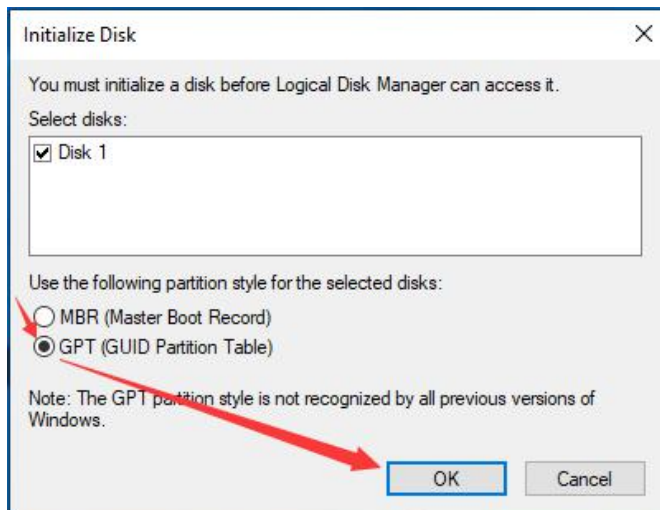 Initialize Disk
You must initialize a disk before Logical Disk Manager can access it.
Select disks:
Disk 1
Use the following partition style for the selected disks:
MBR (Master Boot Record)
GPT (GUID Partition Table)
Note: The GPT partition style is not recognized by all previous versions of
Windows.
OK Cancel